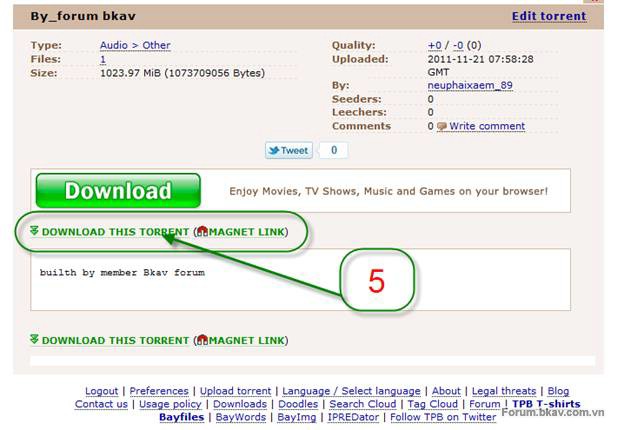 By_forum bkav Edit torrent
Type: Audio > Other Quality: +0 / -0 (0)
Files: 1 Uploaded: 2011-11-21 07:58:28
Size: 1023.97 MiB (1073709056 Bytes) GMT
By: neuphaixaem_89
Seeders: 0
Leechers: 0
Comments 0 Write comment
Tweet 0
Download Enjoy Movies, TV Shows, Music and Games on your browser!
DOWNLOAD THIS TORRENT (MAGNET LINK)
5
builth by member Bkav forum
DOWNLOAD THIS TORRENT (MAGNET LINK)
Logout | Preferences | Upload torrent | Language / Select language | About | Legal threats | Blog
Contact us | Usage policy | Downloads | Doodles | Search Cloud | Tag Cloud | Forum | TPB T-shirts
Bayfiles | BayWords | BayImg | IPREDator | Follow TPB on Twitter
Forum.bkav.com.vn